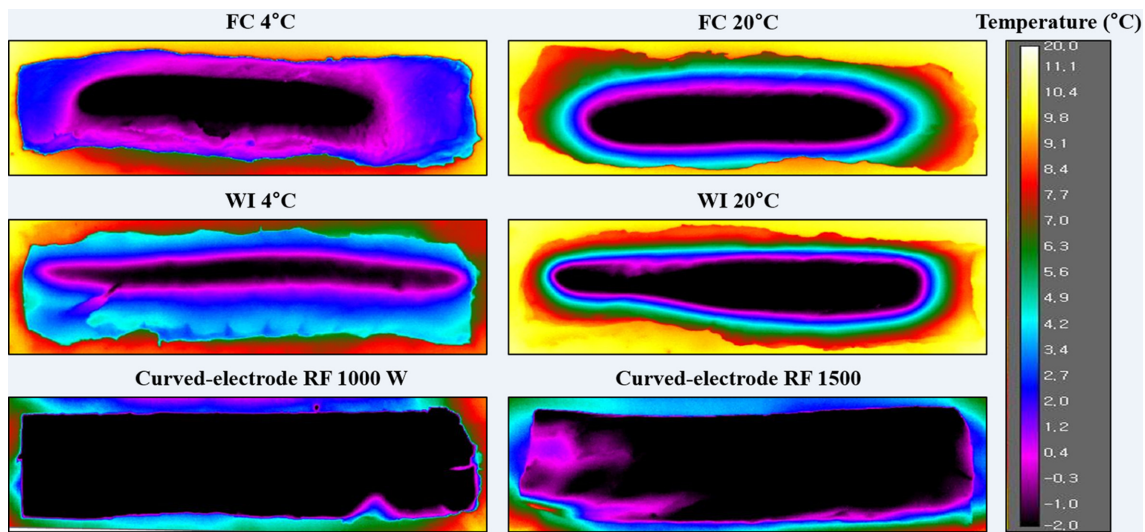 FC 4°C
FC 20°C
Temperature (°C)
WI 4°C
WI 20°C
Curved-electrode RF 1000 W
Curved-electrode RF 1500
20.0
11.1
10.4
9.8
9.1
8.4
7.7
7.0
6.3
5.6
4.9
4.2
3.4
2.7
1.2
0.4
-0.3
-1.0
-2.0